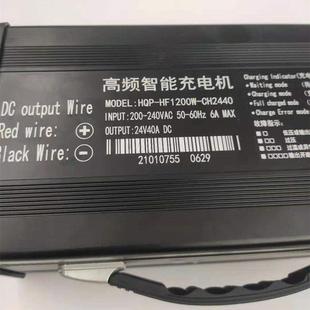 高频智能充电机
MODEL:HQP-HF1200W-CH2440
INPUT:200-240VAC 50-60Hz 6A MAX
OUTPUT:24V40A DC
21010755 0629
DC output Wire
Red wire: +
Black Wire: -
Charging Indicator
Waiting mode
Charging mode
Full charged mode
Charge Error mode
故障指示: